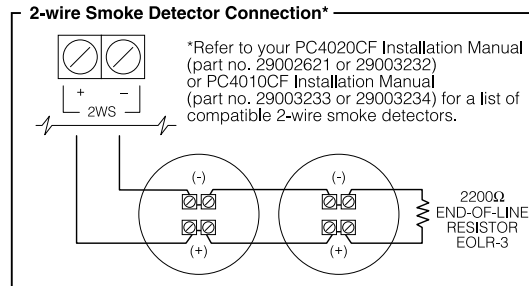 2-wire Smoke Detector Connection*
*Refer to your PC4020CF Installation Manual
(part no. 29002621 or 29003232)
or PC4010CF Installation Manual
(part no. 29003233 or 29003234) for a list of
compatible 2-wire smoke detectors.
+ –
2WS
(-) (-)
(+) (+)
2200Ω
END-OF-LINE
RESISTOR
EOLR-3